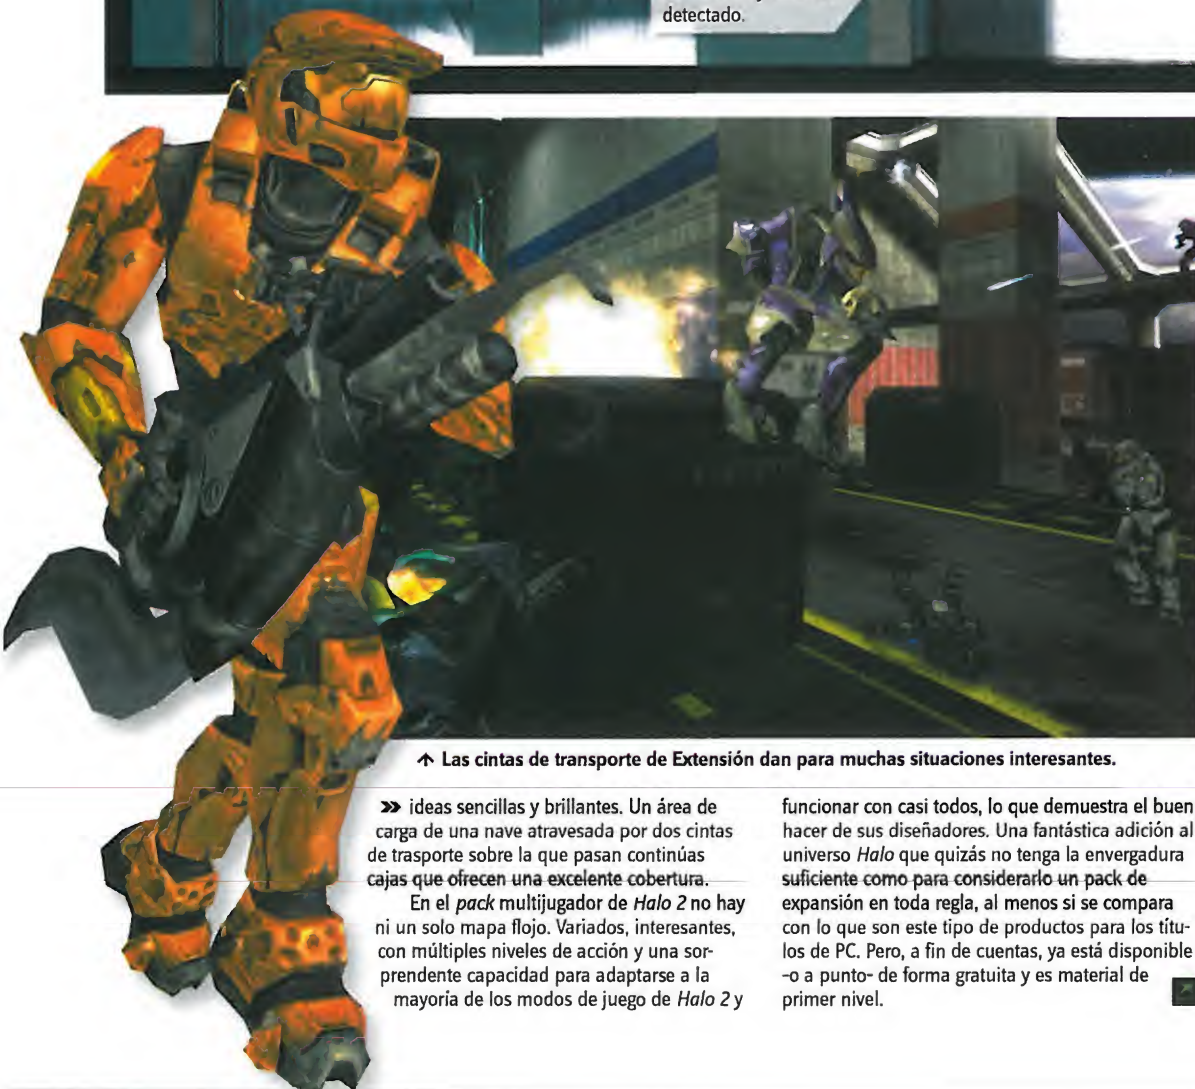 detectado.
↑ Las cintas de transporte de Extensión dan para muchas situaciones interesantes.
» ideas sencillas y brillantes. Un área de
carga de una nave atravesada por dos cintas
de trasporte sobre la que pasan continúas
cajas que ofrecen una excelente cobertura.
En el pack multijugador de Halo 2 no hay
ni un solo mapa flojo. Variados, interesantes,
con múltiples niveles de acción y una sor-
prendente capacidad para adaptarse a la
mayoría de los modos de juego de Halo 2 y
funcionar con casi todos, lo que demuestra el buen
hacer de sus diseñadores. Una fantástica adición al
universo Halo que quizás no tenga la envergadura
suficiente como para considerarlo un pack de
expansión en toda regla, al menos si se compara
con lo que son este tipo de productos para los títu-
los de PC. Pero, a fin de cuentas, ya está disponible
-o a punto- de forma gratuita y es material de
primer nivel.